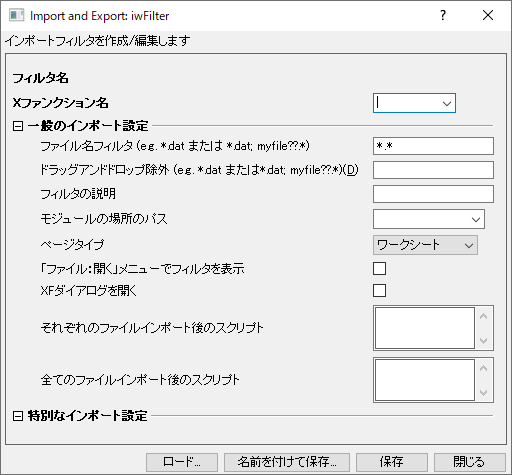 Import and Export: iwFilter
インポートフィルタを作成/編集します
フィルタ名
Xファンクション名
一般のインポート設定
ファイル名フィルタ (e.g. *.dat または *.dat; myfile??.*)
*.*
ドラッグアンドドロップ除外 (e.g. *.dat または*.dat; myfile??.*)(D)
フィルタの説明
モジュールの場所のパス
ページタイプ
ワークシート
「ファイル：開く」メニューでフィルタを表示
XFダイアログを開く
それぞれのファイルインポート後のスクリプト
全てのファイルインポート後のスクリプト
特別なインポート設定
ロード...
名前を付けて保存...
保存
閉じる